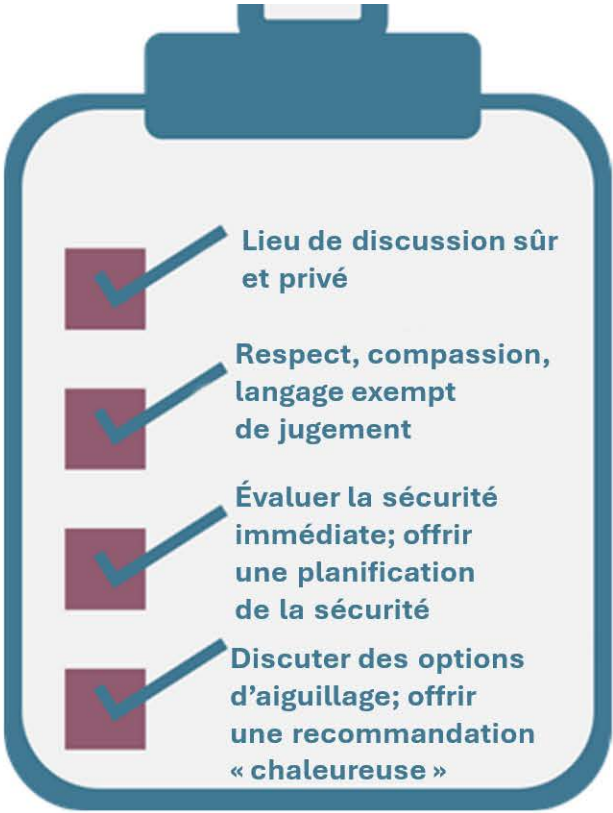 Lieu de discussion sûr
et privé
Respect, compassion,
langage exempt
de jugement
Évaluer la sécurité
immédiate; offrir
une planification
de la sécurité
Discuter des options
d’aiguillage; offrir
une recommandation
« chaleureuse »